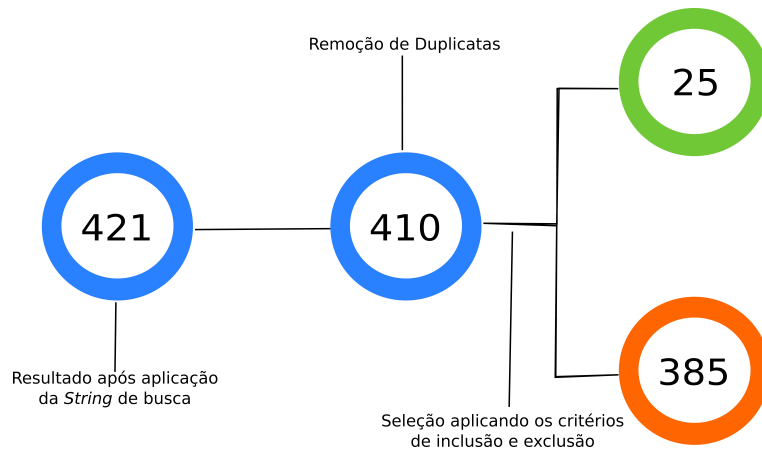 Remoção de Duplicatas
25
421
410
Resultado após aplicação
da String de busca
385
Seleção aplicando os critérios
de inclusão e exclusão